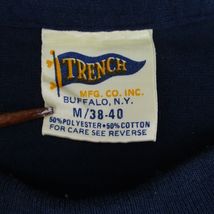 TRENCH
MFG. CO. INC.
BUFFALO, N.Y.
M/38-40
50% POLYESTER • 50% COTTON
FOR CARE SEE REVERSE